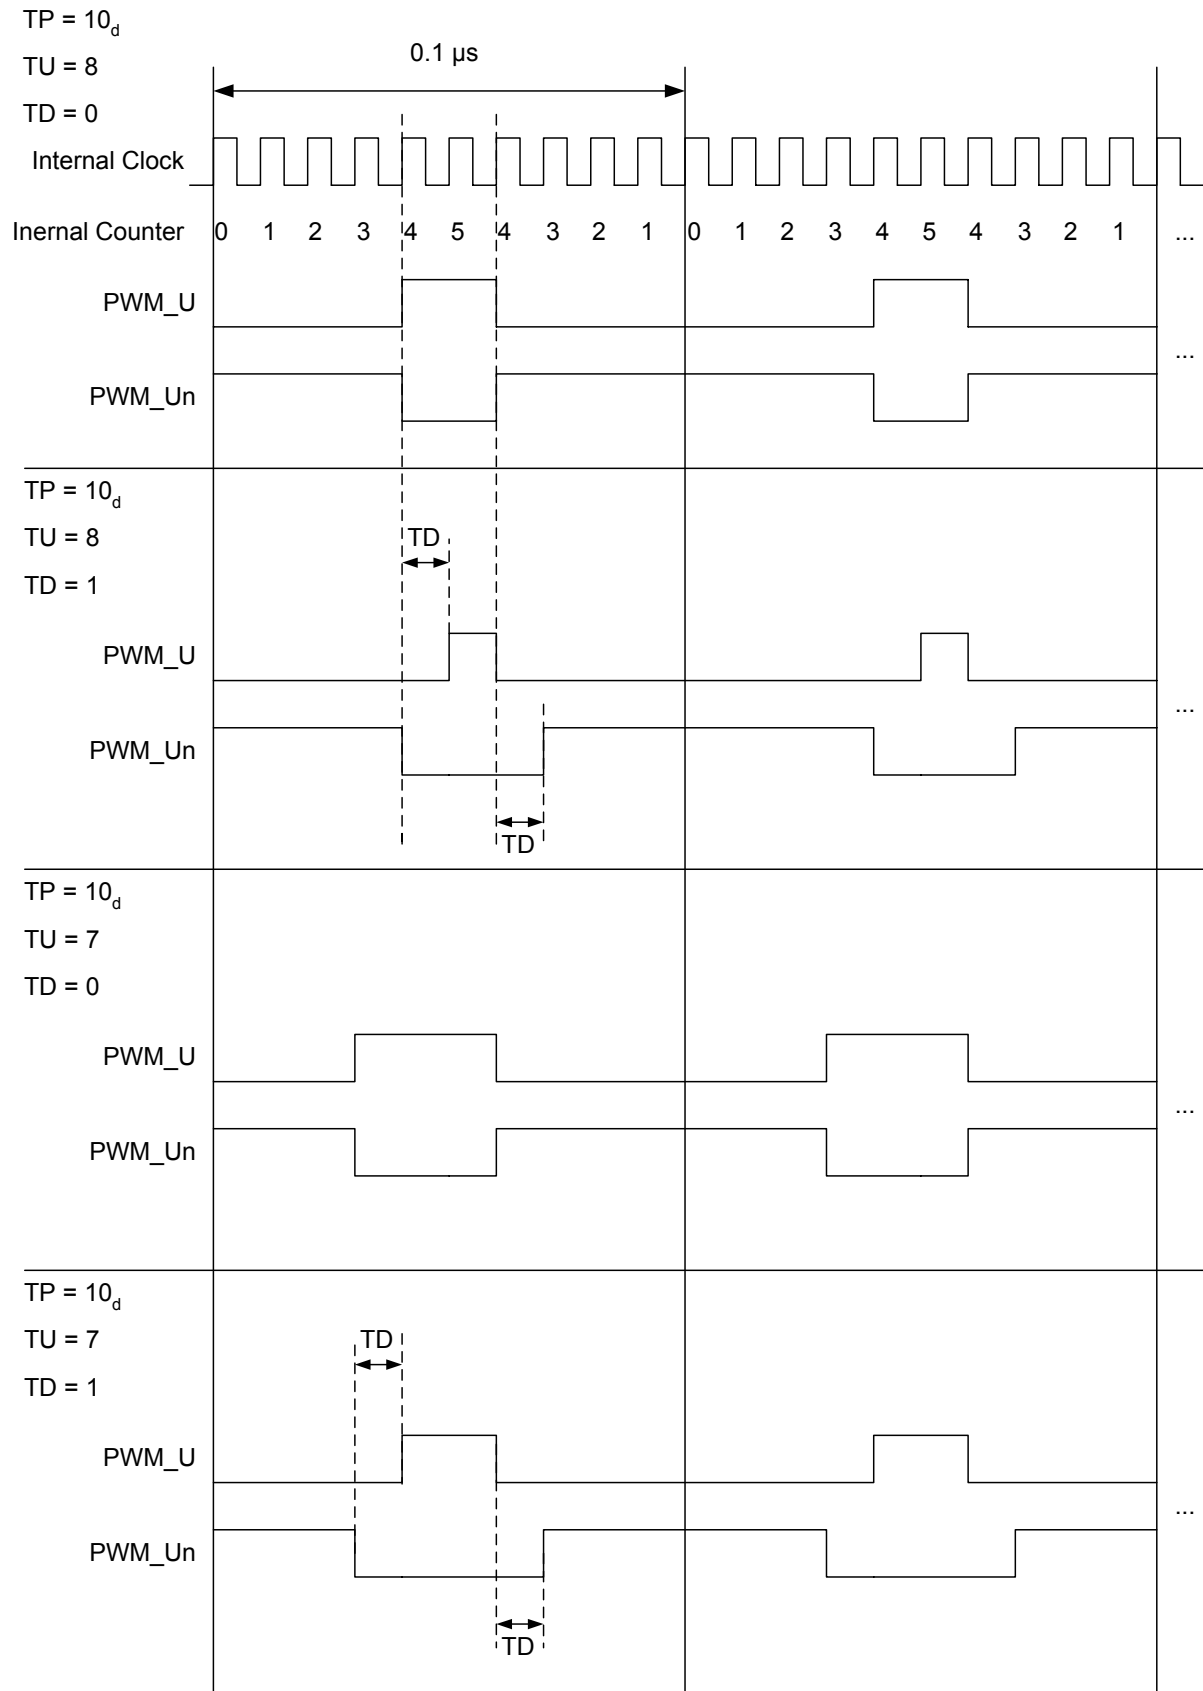 TP = 10d
0.1 µs
TU = 8
TD = 0
Internal Clock
Inernal Counter 0 1 2 3 4 5 4 3 2 1 0 1 2 3 4 5 4 3 2 1 ...
PWM_U
...
PWM_Un
TP = 10d
TU = 8
TD
TD = 1
PWM_U
...
PWM_Un
TD
TP = 10d
TU = 7
TD = 0
PWM_U
...
PWM_Un
TP = 10d
TU = 7
TD
TD = 1
PWM_U
...
PWM_Un
TD